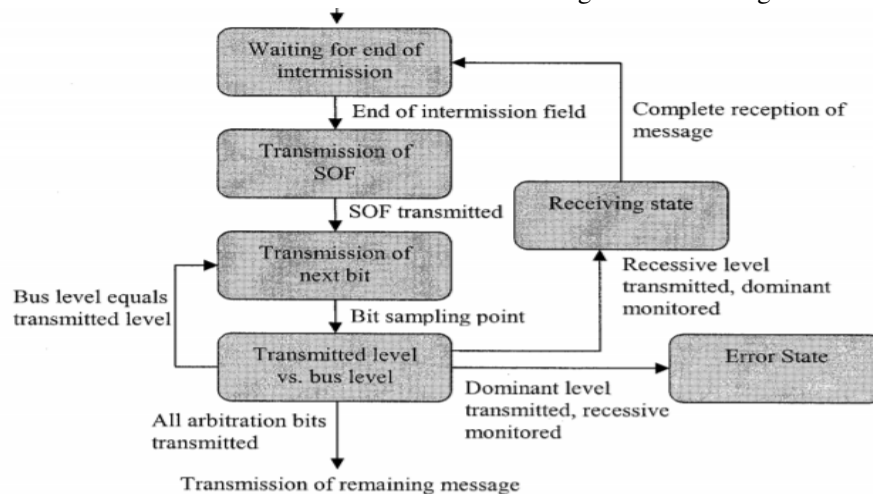 Waiting for end of
intermission
End of intermission field
Complete reception of
message
Transmission of
SOF
Receiving state
SOF transmitted
Transmission of
next bit
Recessive level
transmitted, dominant
monitored
Bus level equals
transmitted level
Bit sampling point
Transmitted level
vs. bus level
Error State
Dominant level
transmitted, recessive
monitored
All arbitration bits
transmitted
Transmission of remaining message